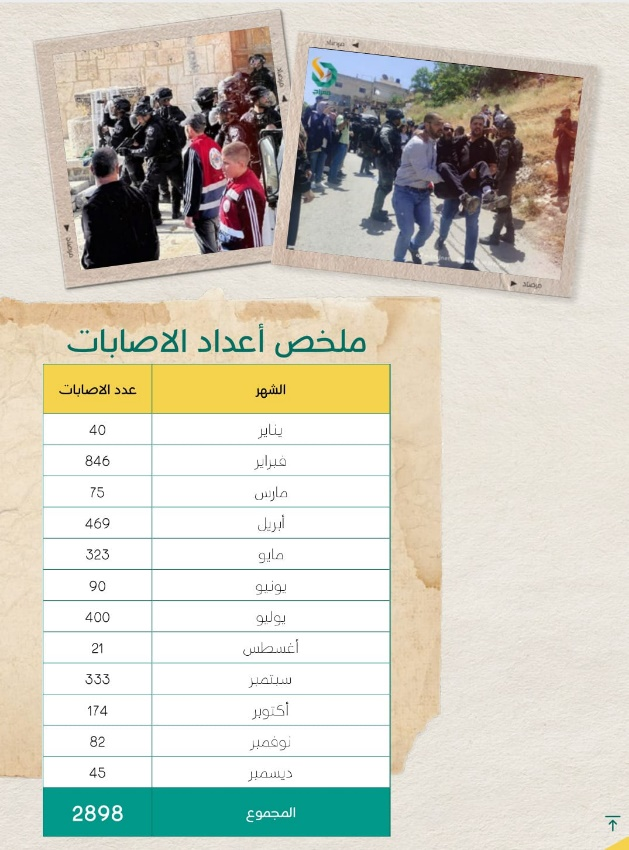 ملخص أعداد الاصابات
الشهر عدد الاصابات
يناير 40
فبراير 846
مارس 75
أبريل 469
مايو 323
يونيو 90
يوليو 400
أغسطس 21
سبتمبر 333
أكتوبر 174
نوفمبر 82
ديسمبر 45
المجموع 2898